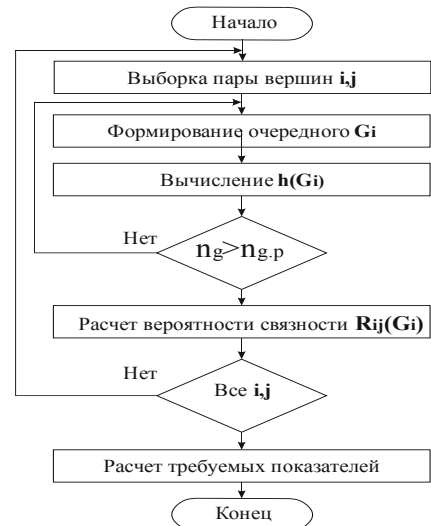 Начало
Выборка пары вершин i,j
Формирование очередного Gi
Вычисление h(Gi)
Нет
ng>ng.p
Расчет вероятности связности Rij(Gi)
Нет
Все i,j
Расчет требуемых показателей
Конец